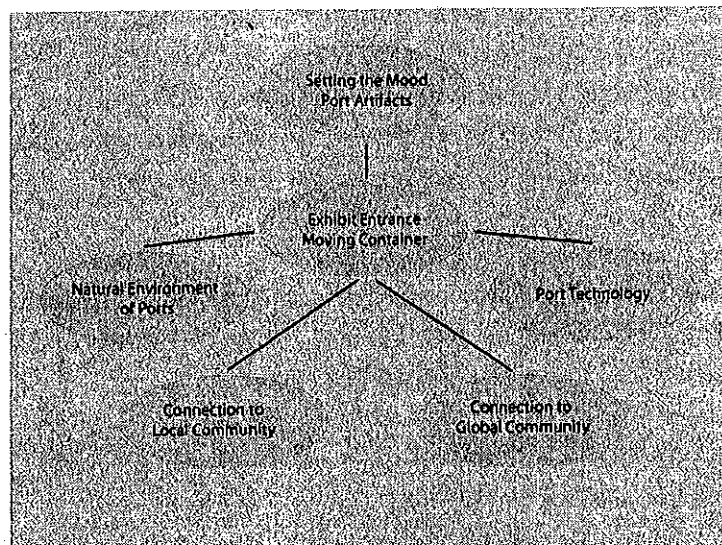 Setting the Mood
Port Artifacts
Exhibit Entrance
Moving Container
Natural Environment
of Ports
Port Technology
Connection to
Local Community
Connection to
Global Community